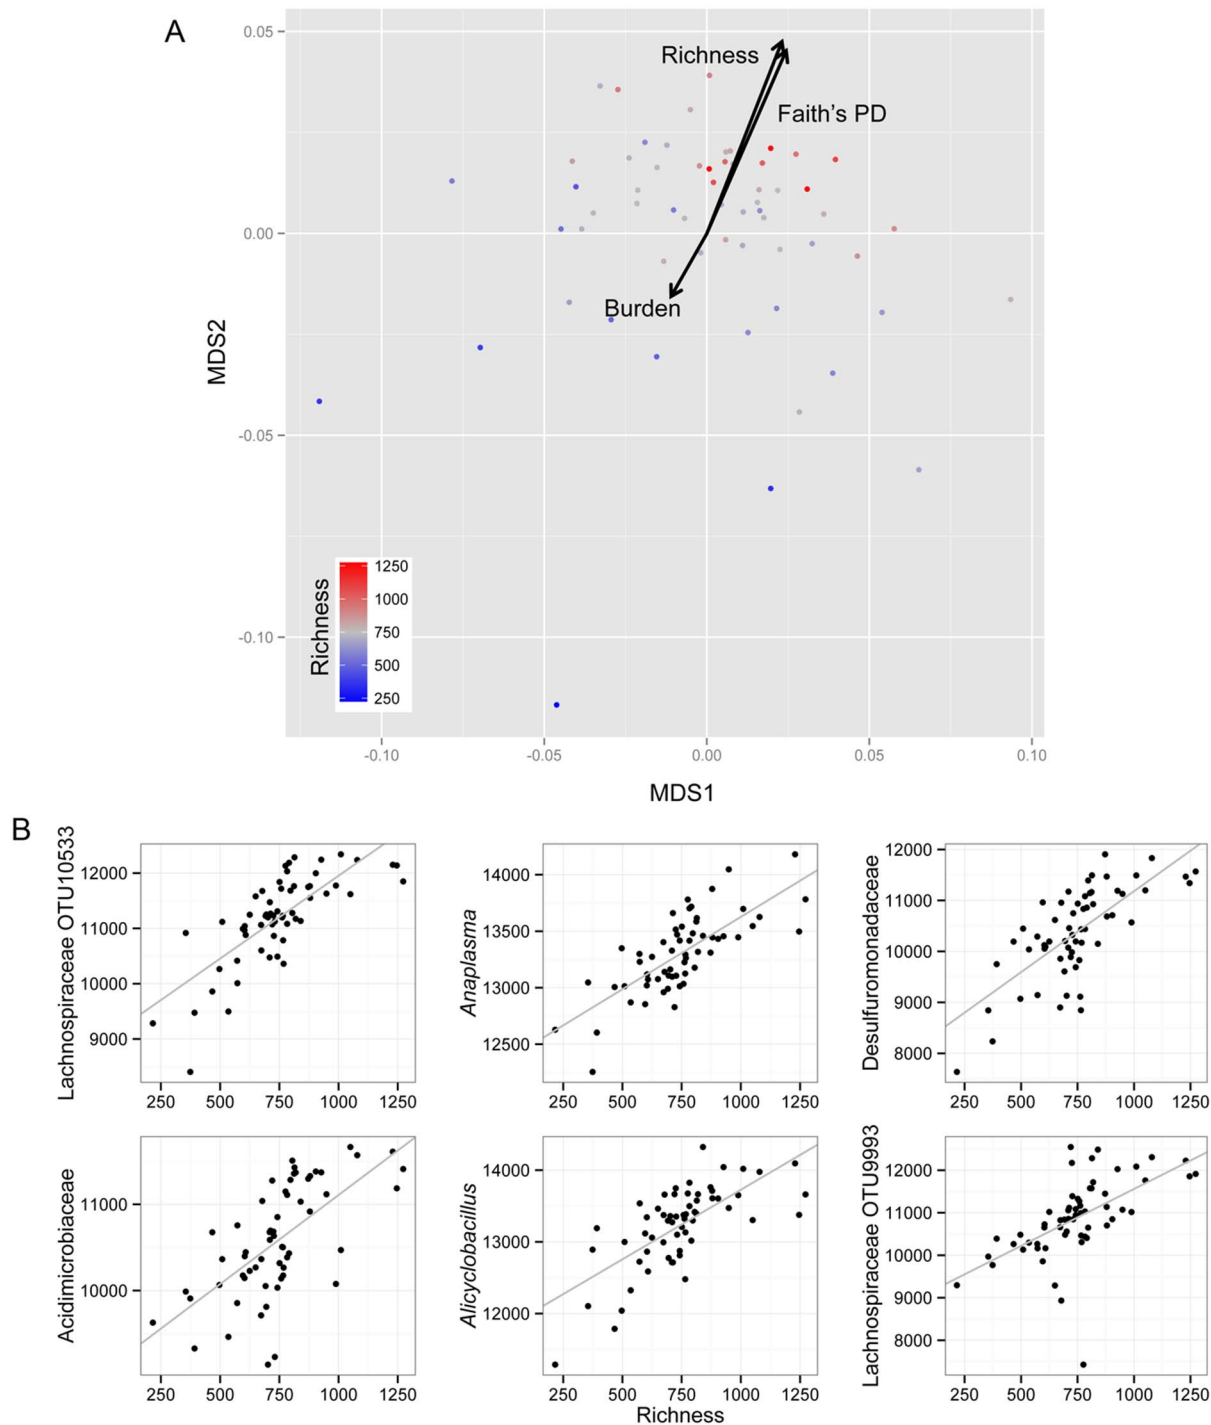 A
0.05
Richness
Faith's PD
0.00
Burden
MDS2
-0.05
Richness
1250
1000
750
500
250
-0.10
-0.10 -0.05 0.00 0.05 0.10
MDS1
B
Lachnospiraceae OTU10533
12000
11000
10000
9000
250 500 750 1000 1250
Anaplasma
14000
13500
13000
12500
250 500 750 1000 1250
Desulfuromonadaceae
12000
11000
10000
9000
8000
250 500 750 1000 1250
Acidimicrobiaceae
11000
10000
250 500 750 1000 1250
Alicyclobacillus
14000
13000
12000
250 500 750 1000 1250
Richness
Lachnospiraceae OTU9993
12000
11000
10000
9000
8000
250 500 750 1000 1250